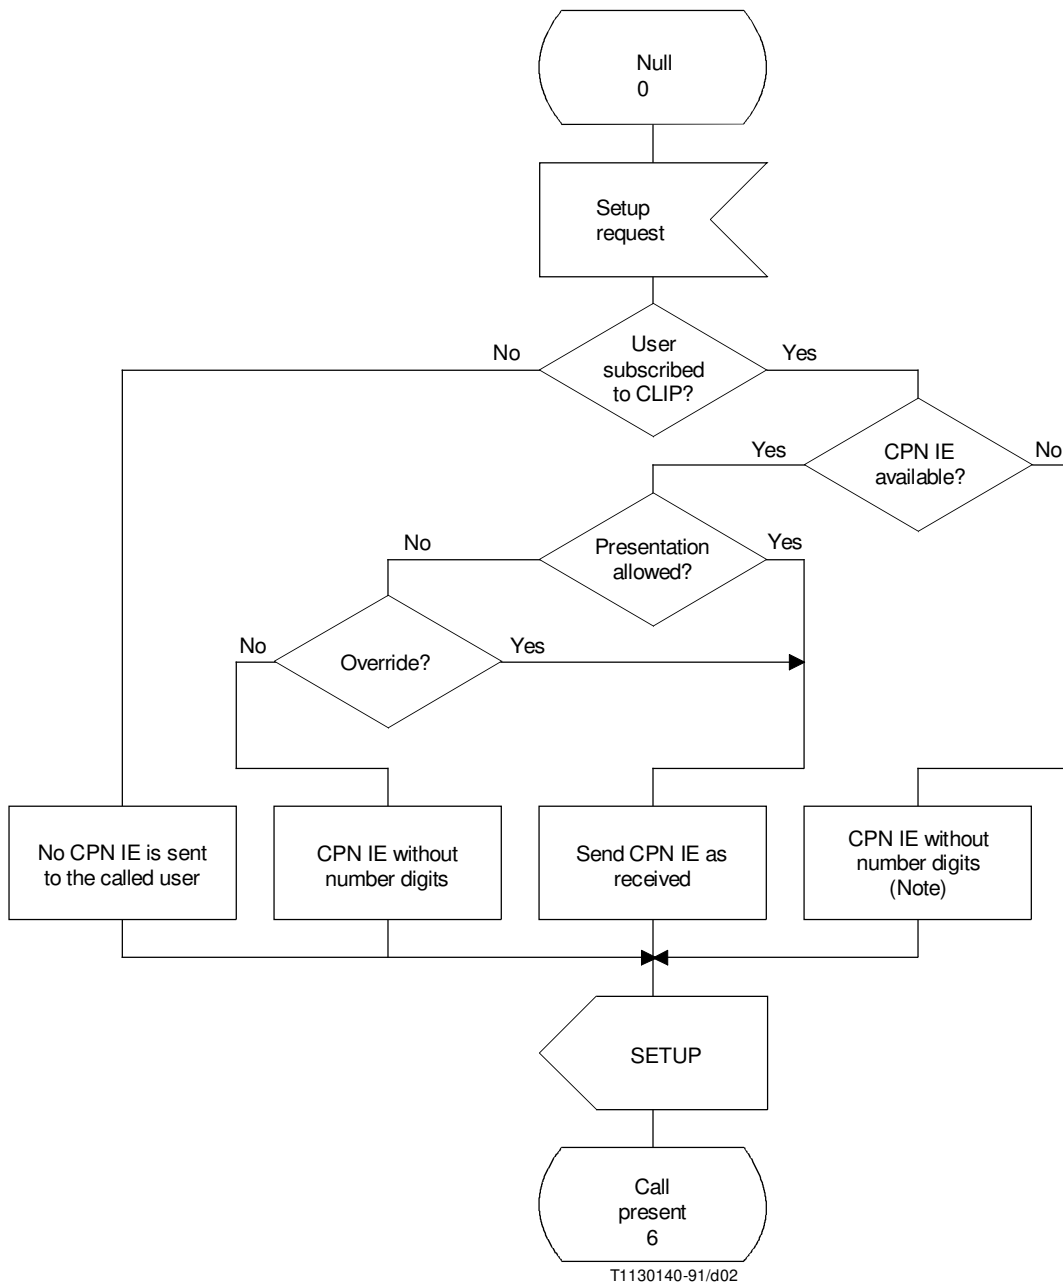 Null
0
Setup
request
No
User
subscribed
to CLIP?
Yes
Yes
CPN IE
available?
No
No
Presentation
allowed?
Yes
No
Override?
Yes
No CPN IE is sent
to the called user
CPN IE without
number digits
Send CPN IE as
received
CPN IE without
number digits
(Note)
SETUP
Call
present
6
T1130140-91/d02